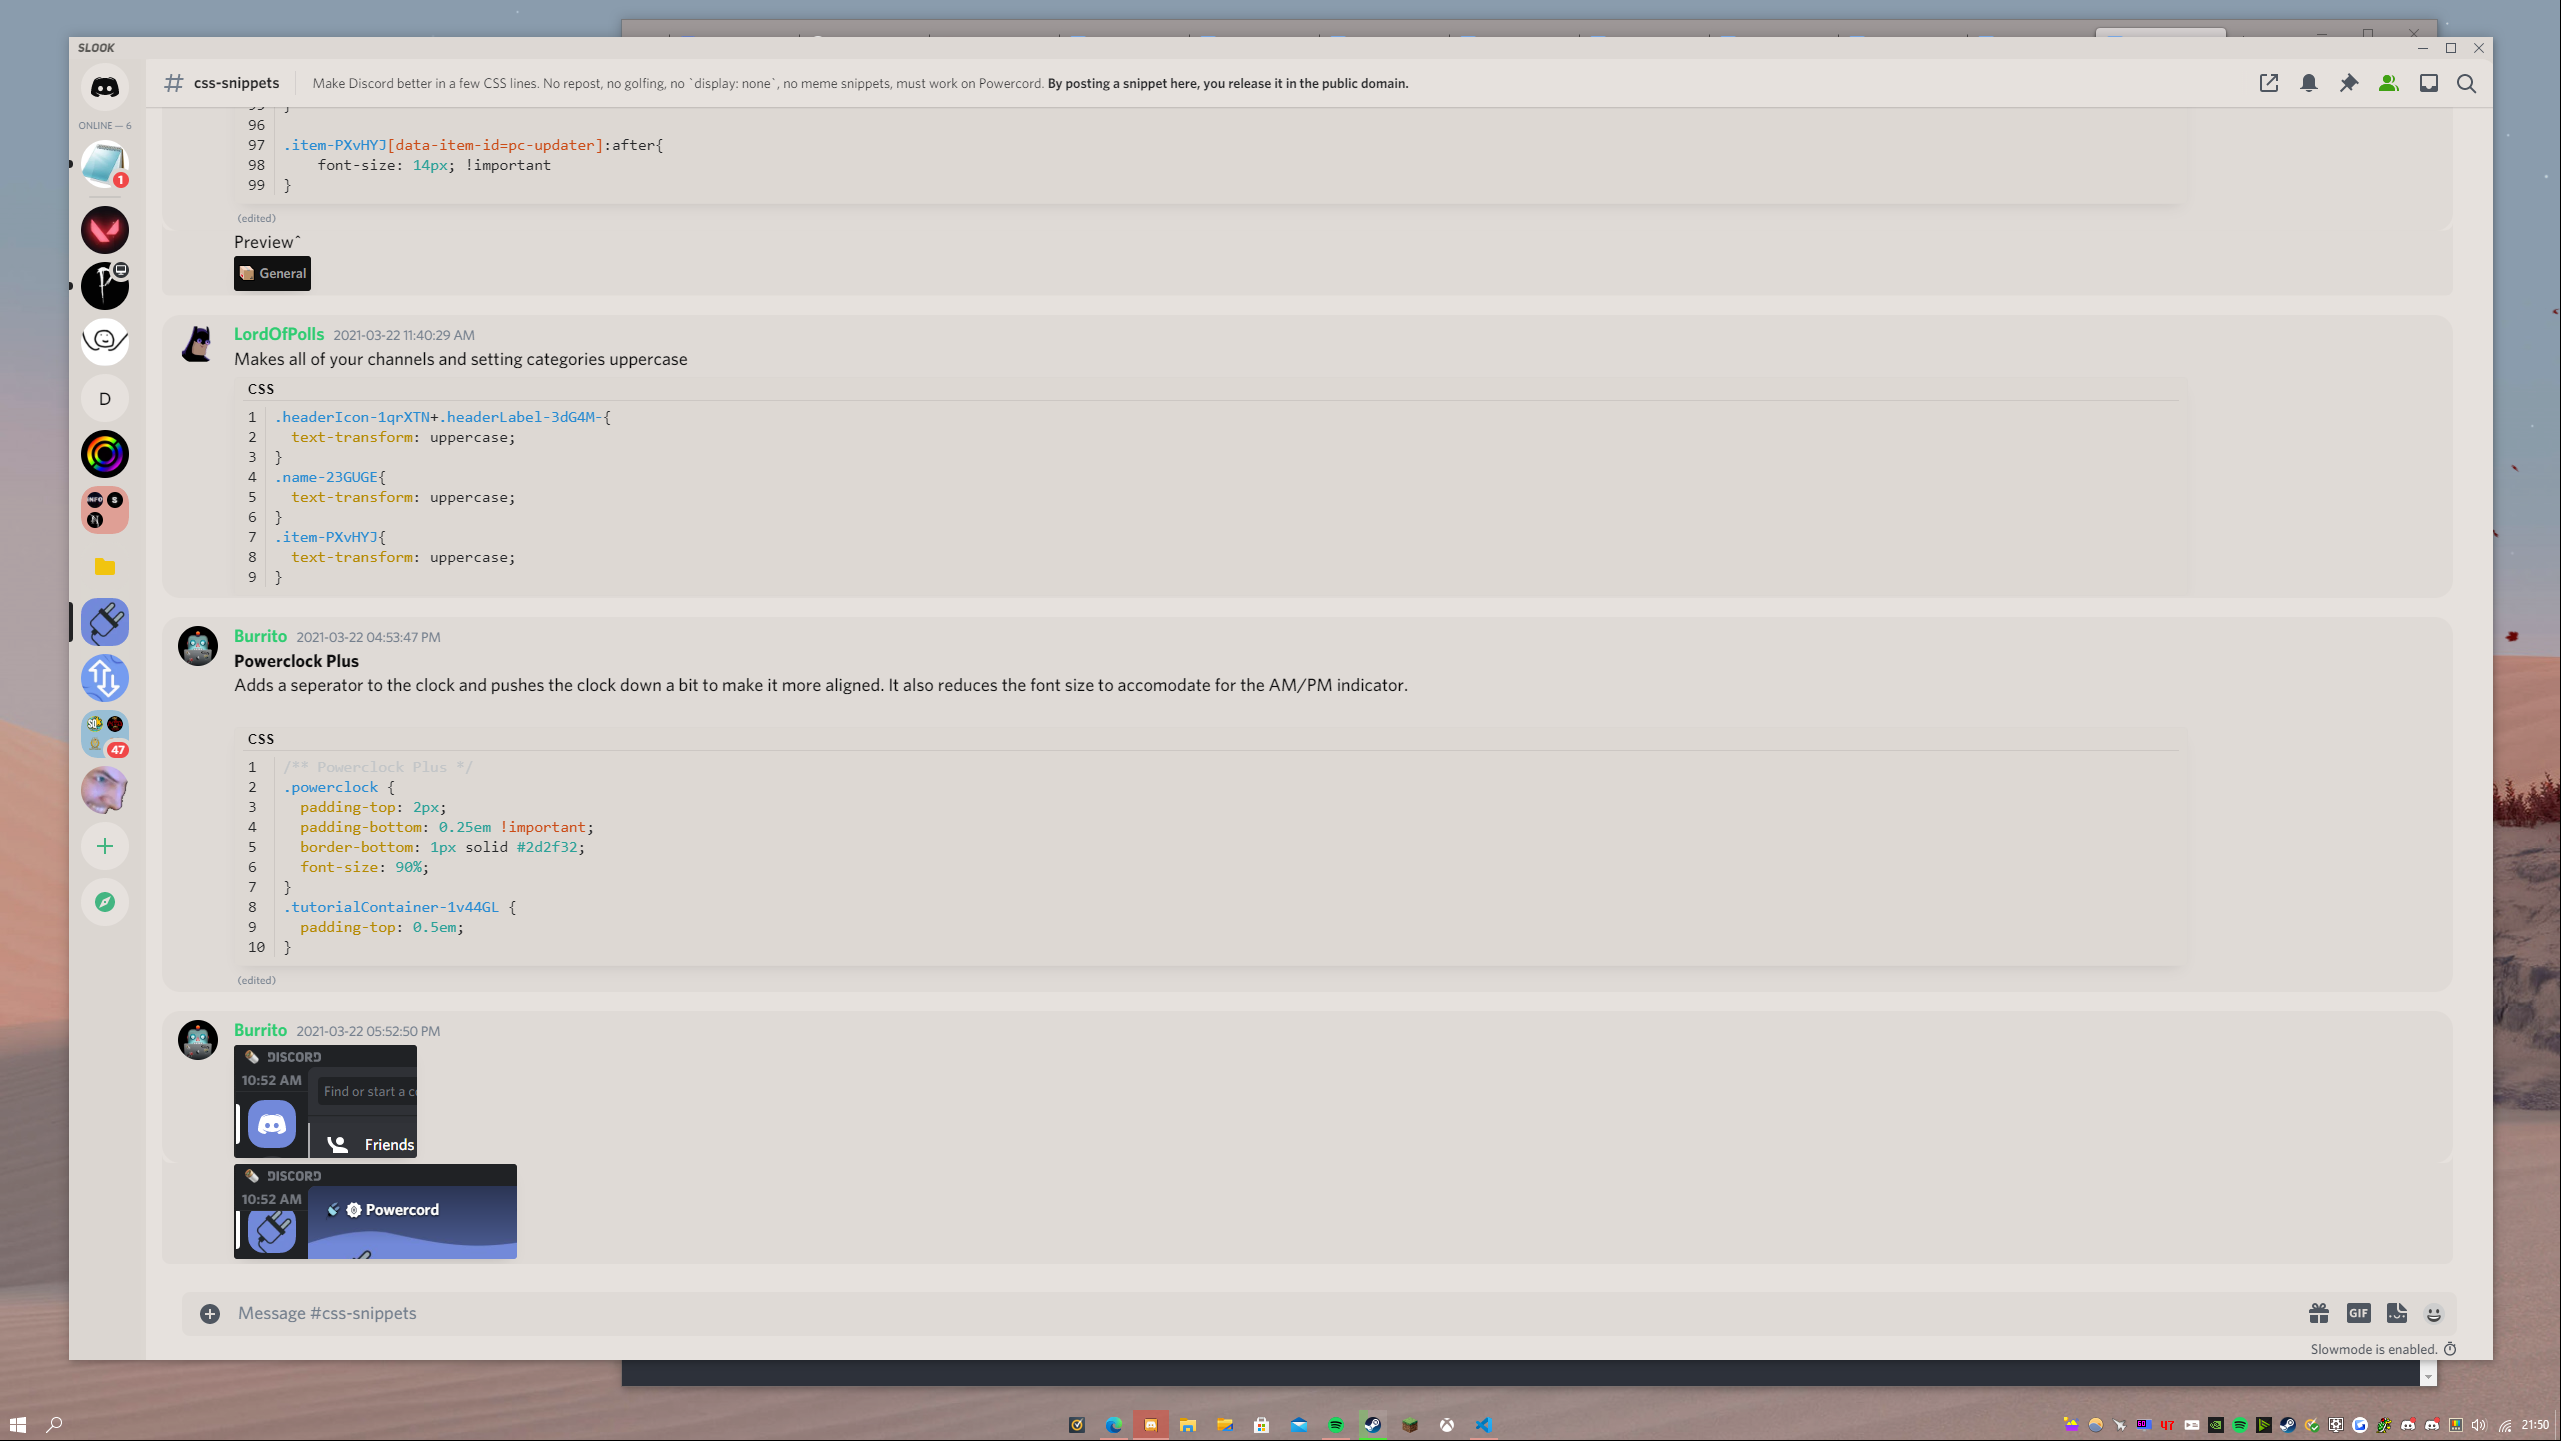 SLOOK
css-snippets
Make Discord better in a few CSS lines. No repost, no golfing, no `display: none`, no meme snippets, must work on Powercord. By posting a snippet here, you release it in the public domain.
ONLINE — 6
1
96
97 .item-PXvHYJ[data-item-id=pc-updater]:after{
98 font-size: 14px; !important
99 }
(edited)
Previewˆ
General
LordOfPolls 2021-03-22 11:40:29 AM
Makes all of your channels and setting categories uppercase
CSS
1 .headerIcon-1qrXTN+.headerLabel-3dG4M-{
2 text-transform: uppercase;
3 }
4 .name-23GUGE{
5 text-transform: uppercase;
6 }
7 .item-PXvHYJ{
8 text-transform: uppercase;
9 }
D
INFO S
N
Burrito 2021-03-22 04:53:47 PM
Powerclock Plus
Adds a seperator to the clock and pushes the clock down a bit to make it more aligned. It also reduces the font size to accomodate for the AM/PM indicator.
CSS
1 /** Powerclock Plus */
2 .powerclock {
3 padding-top: 2px;
4 padding-bottom: 0.25em !important;
5 border-bottom: 1px solid #2d2f32;
6 font-size: 90%;
7 }
8 .tutorialContainer-1v44GL {
9 padding-top: 0.5em;
10 }
(edited)
47
Burrito 2021-03-22 05:52:50 PM
DISCORD
10:52 AM
Find or start a co
Friends
DISCORD
10:52 AM
Powercord
Message #css-snippets
GIF
Slowmode is enabled.
47
21:50